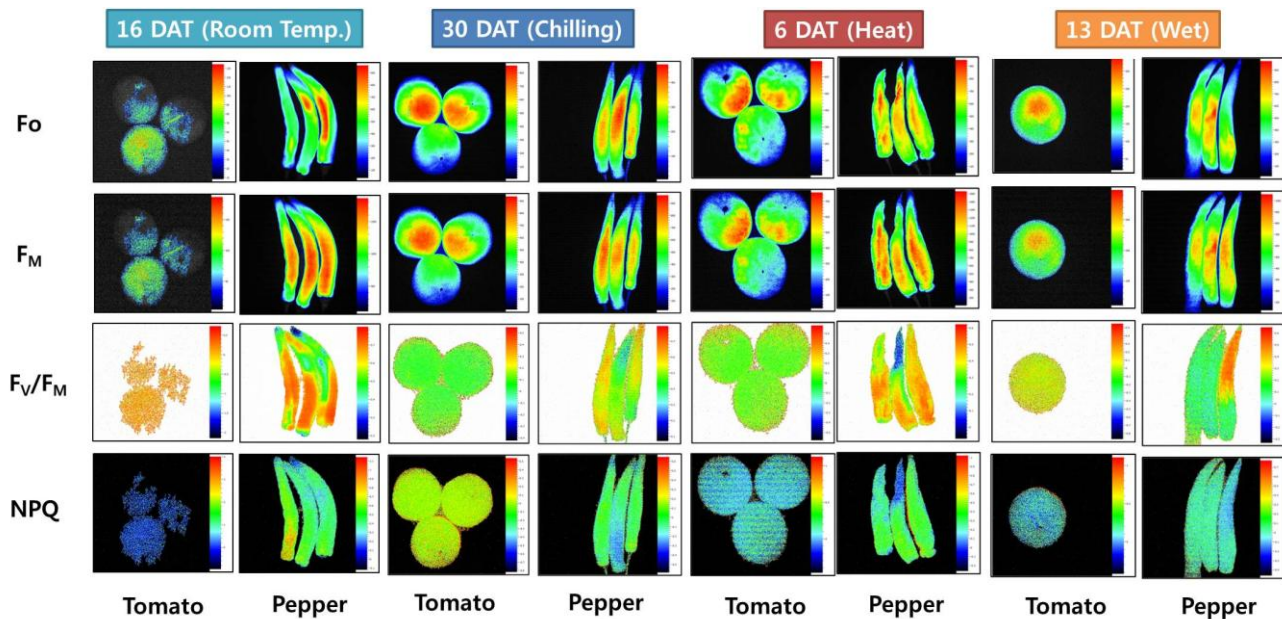 16 DAT (Room Temp.) 30 DAT (Chilling) 6 DAT (Heat) 13 DAT (Wet)
Fo
FM
FV/FM
NPQ
Tomato Pepper Tomato Pepper Tomato Pepper Tomato Pepper